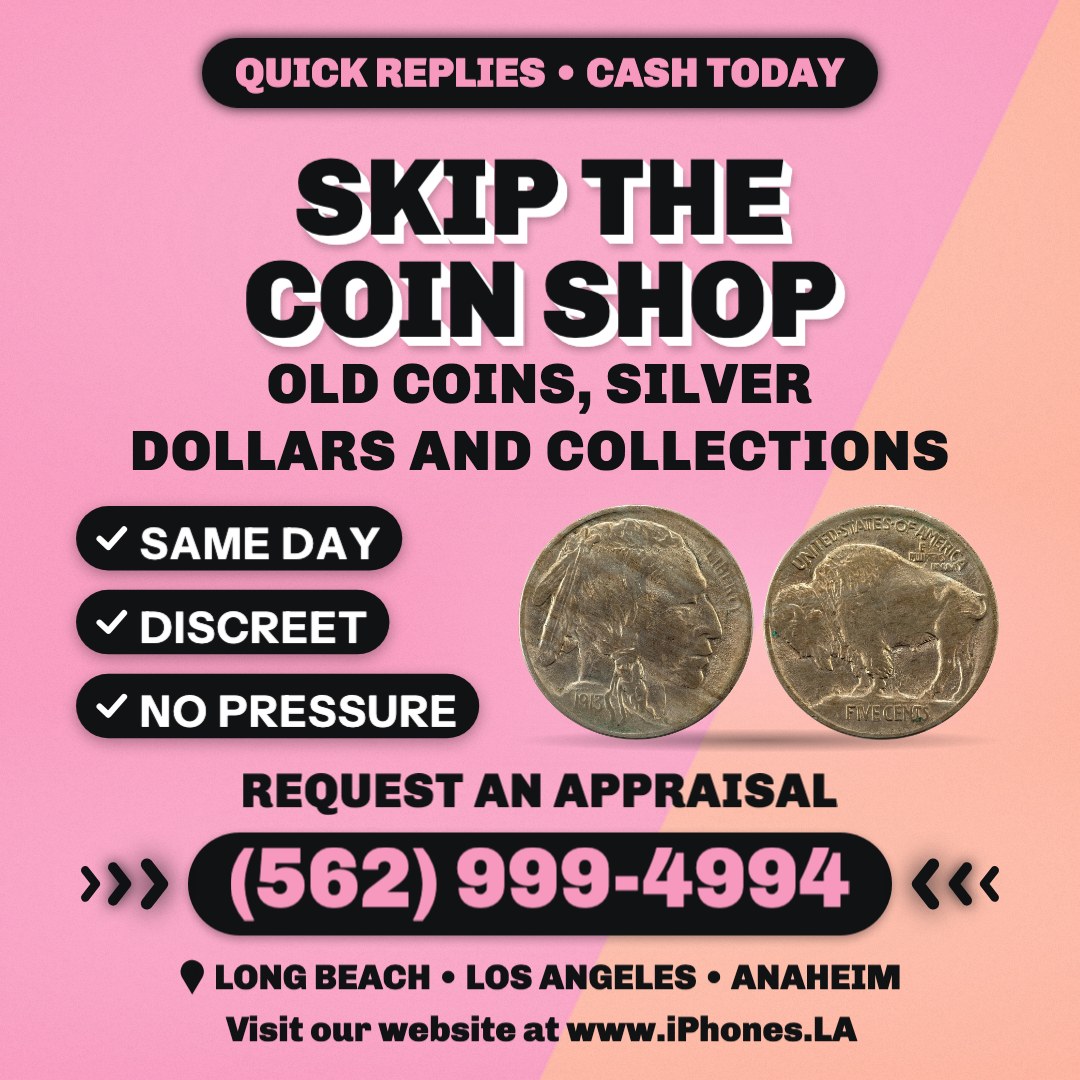 QUICK REPLIES • CASH TODAY
SKIP THE
COIN SHOP
OLD COINS, SILVER
DOLLARS AND COLLECTIONS
✓ SAME DAY
✓ DISCREET
✓ NO PRESSURE
LIBERTY
1913
UNITED·STATES·OF·AMERICA
E
PLURIBUS
UNUM
FIVE CENTS
REQUEST AN APPRAISAL
(562) 999-4994
LONG BEACH • LOS ANGELES • ANAHEIM
Visit our website at www.iPhones.LA